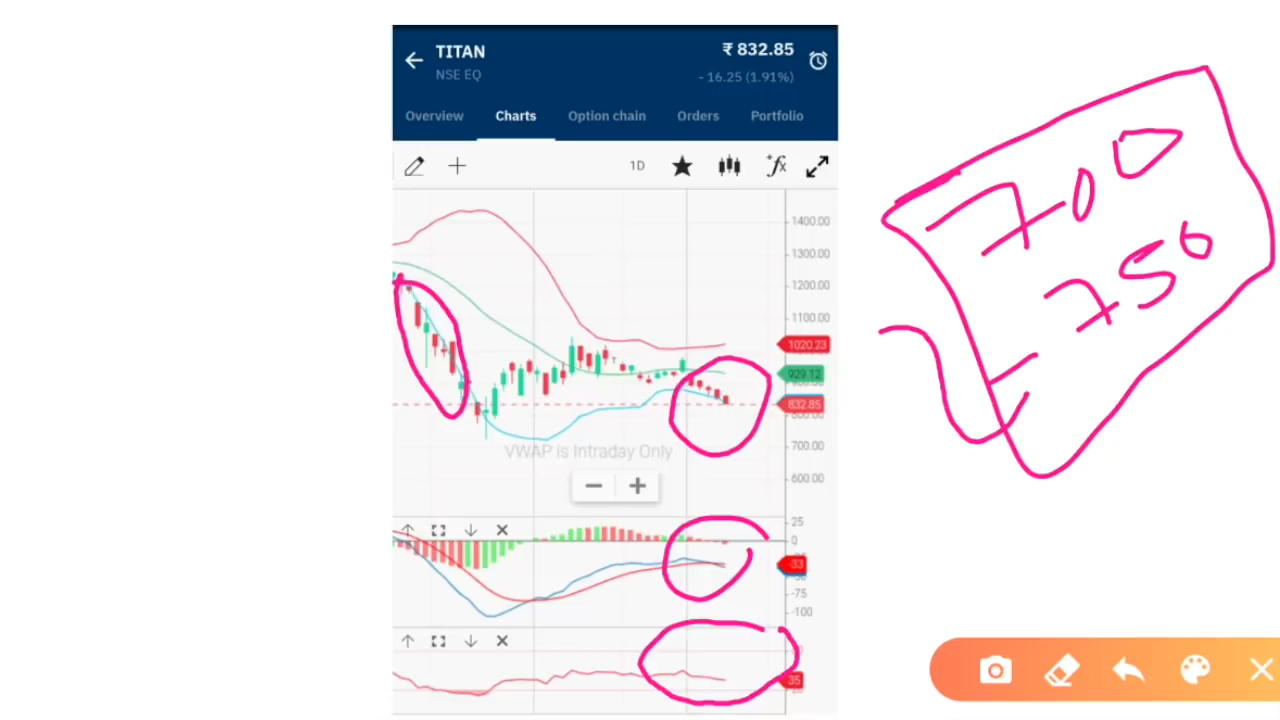 TITAN
₹ 832.85
NSE EQ
- 16.25 (1.91%)
Overview
Charts
Option chain
Orders
Portfolio
1D
fx
1400.00
1300.00
1200.00
1100.00
1020.23
929.12
832.85
700.00
600.00
VWAP is Intraday Only
25
0
-33
-75
-100
35
700
750